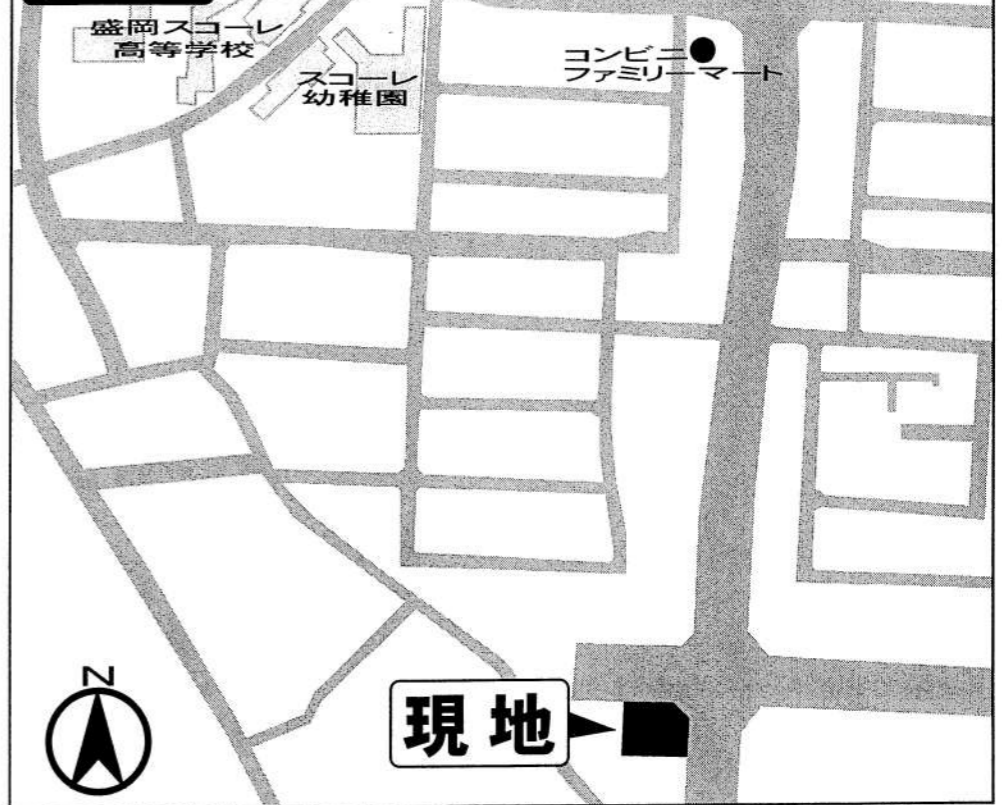 盛岡スコーレ
高等学校
スコーレ
幼稚園
コンビニ
ファミリーマート
N
現地